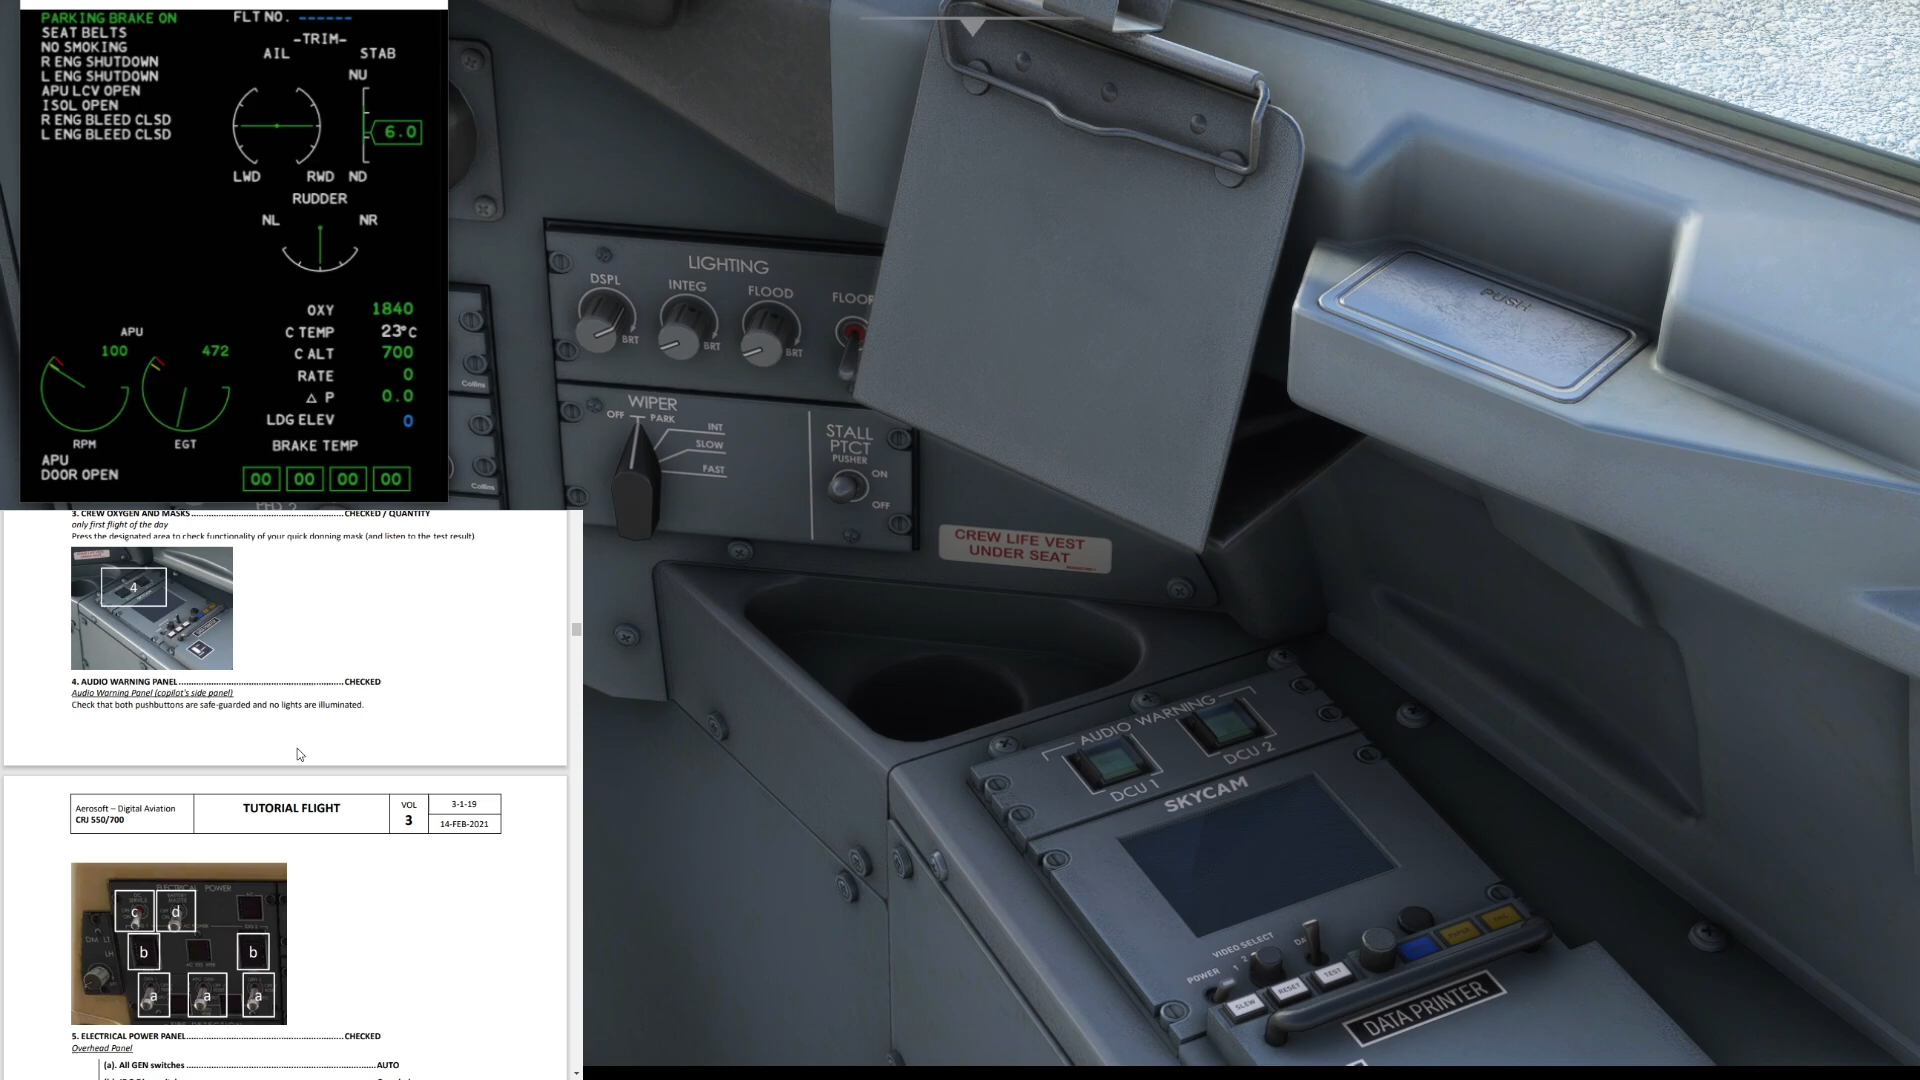 PARKING BRAKE ON
SEAT BELTS
NO SMOKING
R ENG SHUTDOWN
L ENG SHUTDOWN
APU LCV OPEN
ISOL OPEN
R ENG BLEED CLSD
L ENG BLEED CLSD
FLT NO. ------
-TRIM-
AIL
STAB
NU
6.0
LWD
RWD
ND
RUDDER
NL
NR
OXY 1840
C TEMP 23°C
C ALT 700
RATE 0
△ P 0.0
LDG ELEV 0
BRAKE TEMP
00 00 00 00
APU
100
472
RPM
EGT
APU
DOOR OPEN
3. CREW OXYGEN AND MASKS CHECKED / QUANTITY
only first flight of the day
Press the designated area to check functionality of your quick donning mask (and listen to the test result).
4
4. AUDIO WARNING PANEL CHECKED
Audio Warning Panel (copilot's side panel)
Check that both pushbuttons are safe-guarded and no lights are illuminated.
Aerosoft – Digital Aviation
CRJ 550/700
TUTORIAL FLIGHT
VOL
3
3-1-19
14-FEB-2021
ELECTRICAL POWER
c
d
b
b
a
a
a
5. ELECTRICAL POWER PANEL CHECKED
Overhead Panel
(a). All GEN switches AUTO
Collins
Collins
LIGHTING
DSPL
INTEG
FLOOD
FLOOR
BRT
BRT
BRT
WIPER
OFF
PARK
INT
SLOW
FAST
STALL
PTCT
PUSHER
ON
OFF
PUSH
CREW LIFE VEST
UNDER SEAT
AUDIO WARNING
DCU 1
DCU 2
SKYCAM
VIDEO SELECT
POWER
1
2
SLEW
RESET
TEST
PAPER
DATA PRINTER